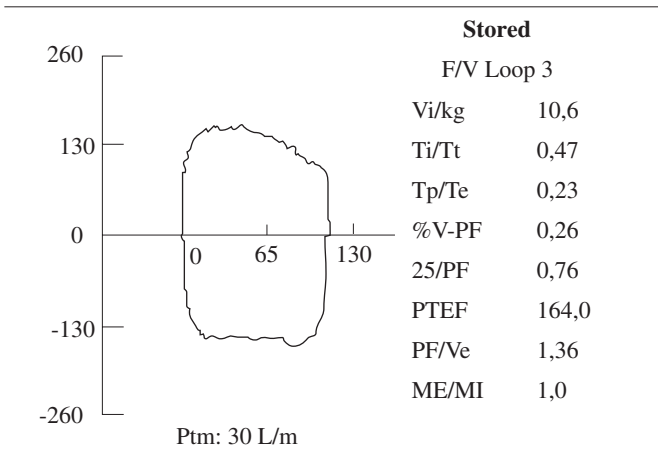 Stored
F/V Loop 3
Vi/kg 10,6
Ti/Tt 0,47
Tp/Te 0,23
%V-PF 0,26
25/PF 0,76
PTEF 164,0
PF/Ve 1,36
ME/MI 1,0
260
130
0
-130
-260
0 65 130
Ptm: 30 L/m